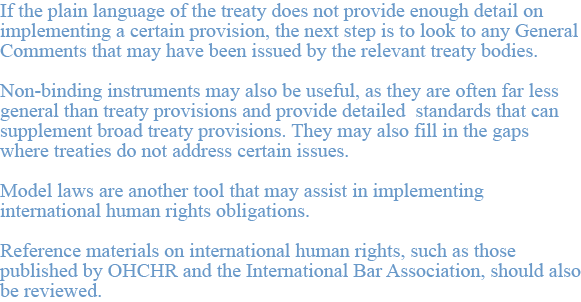 If the plain language of the treaty does not provide enough detail on
implementing a certain provision, the next step is to look to any General
Comments that may have been issued by the relevant treaty bodies.
Non-binding instruments may also be useful, as they are often far less
general than treaty provisions and provide detailed  standards that can
supplement broad treaty provisions. They may also fill in the gaps
where treaties do not address certain issues.
Model laws are another tool that may assist in implementing
international human rights obligations.
Reference materials on international human rights, such as those
published by OHCHR and the International Bar Association, should also
be reviewed.